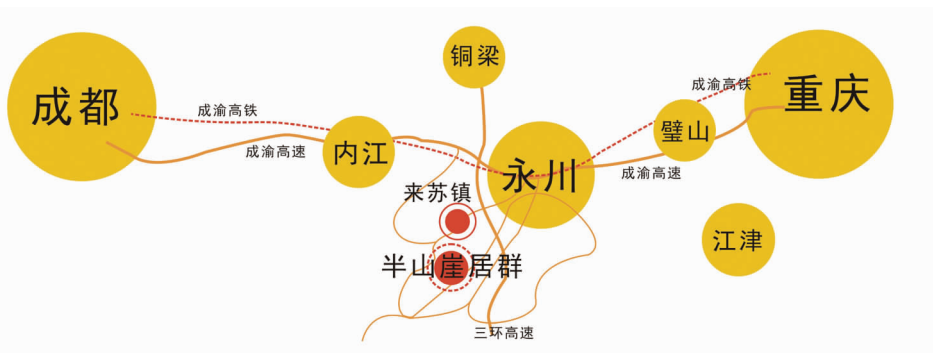 铜梁
成都
重庆
成渝高铁
成渝高铁
成渝高速
内江
璧山
永川
成渝高速
来苏镇
江津
半山崖居群
三环高速